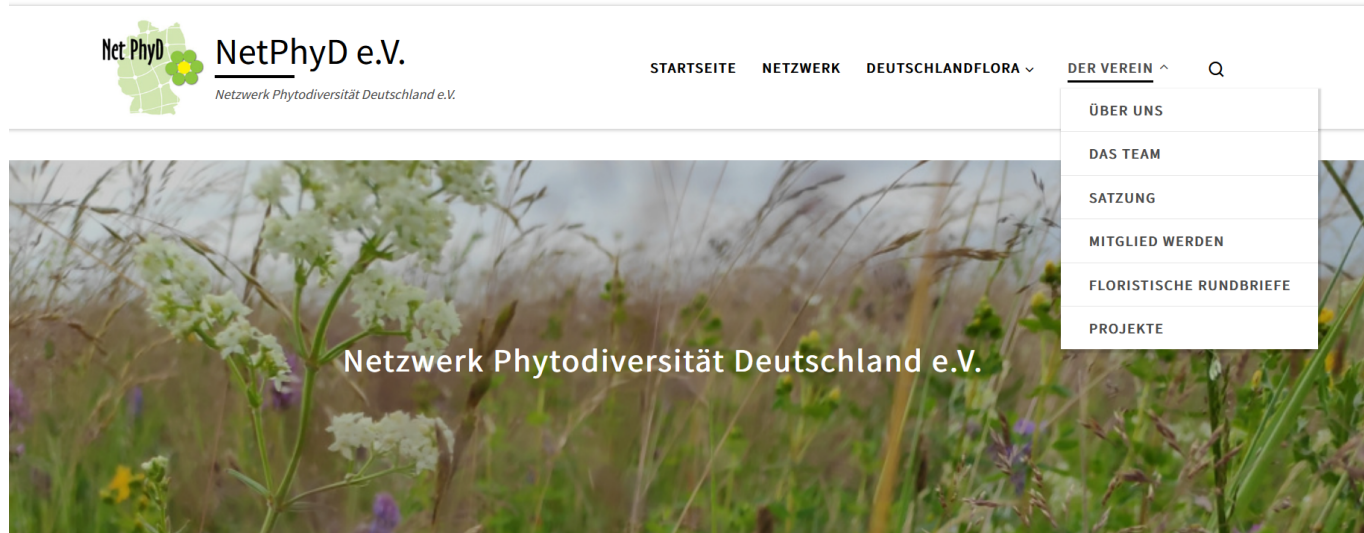 Net PhyD
NetPhyD e.V.
Netzwerk Phytodiversität Deutschland e.V.
STARTSEITE NETZWERK DEUTSCHLANDFLORA DER VEREIN
ÜBER UNS
DAS TEAM
SATZUNG
MITGLIED WERDEN
FLORISTISCHE RUNDBRIEFE
PROJEKTE
Netzwerk Phytodiversität Deutschland e.V.